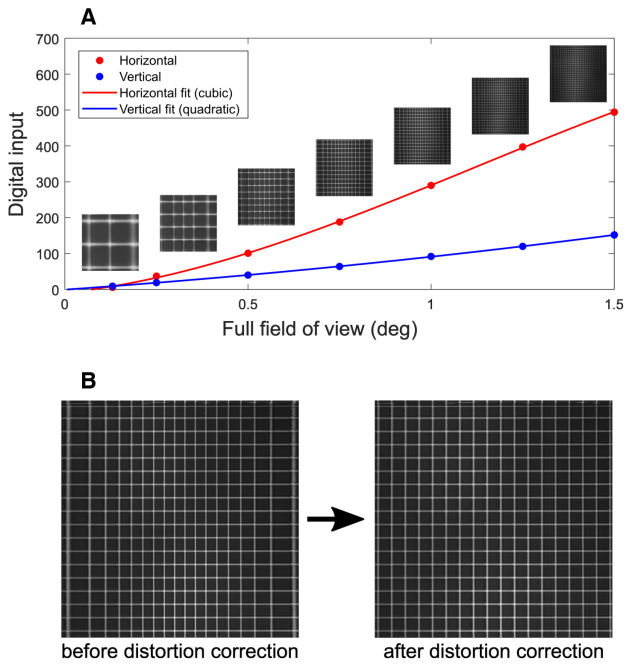 A
700
600
500
400
300
200
100
0
Digital input
Horizontal
Vertical
Horizontal fit (cubic)
Vertical fit (quadratic)
0 0.5 1 1.5
Full field of view (deg)
B
before distortion correction
after distortion correction